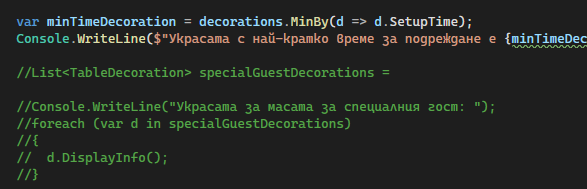 var minTimeDecoration = decorations.MinBy(d => d.SetupTime);
Console.WriteLine($"Украсата с най-кратко време за подреждане е {minTimeDec
//List<TableDecoration> specialGuestDecorations =
//Console.WriteLine("Украсата за масата за специалния гост: ");
//foreach (var d in specialGuestDecorations)
//{
//  d.DisplayInfo();
//}